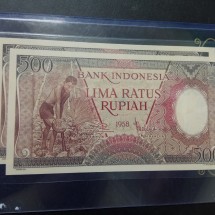 500
BANK INDONESIA
LIMA RATUS
RUPIAH
1958
500